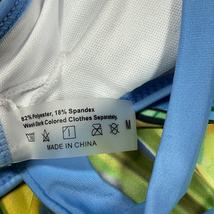 82% Polyester, 18% Spandex
Wash Dark Colored Clothes Separately.
M
MADE IN CHINA